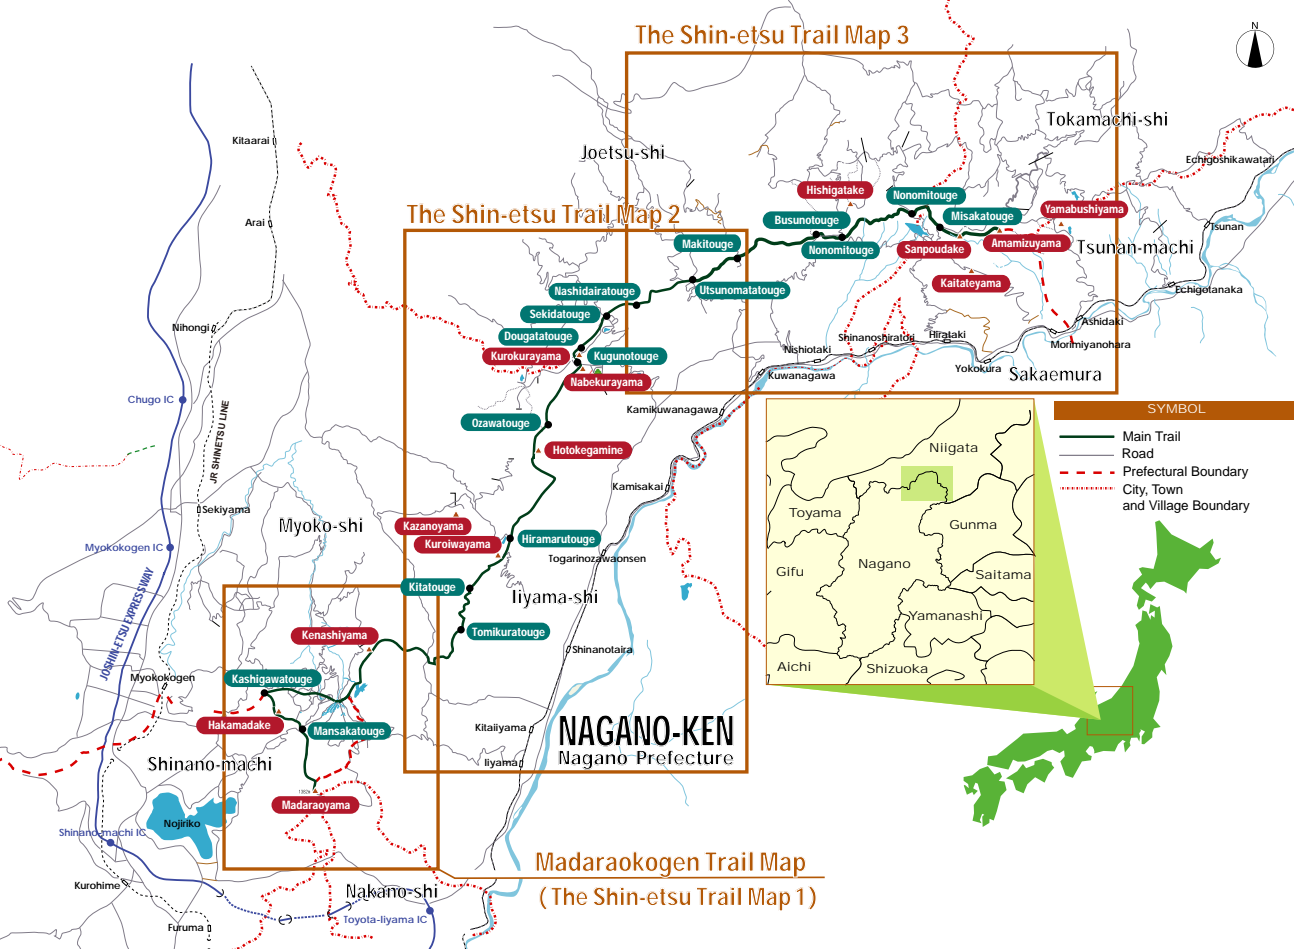 The Shin-etsu Trail Map 3
N
Tokamachi-shi
Kitaarai
Joetsu-shi
Echigoshikawatari
Hishigatake
Nonomitouge
The Shin-etsu Trail Map 2
Misakatouge
Yamabushiyama
Arai
Busunotouge
Tsunan
Makitouge
Nonomitouge
Sanpoudake
Amamizuyama
Tsunan-machi
Kaitateyama
Nashidairatouge
Utsunomatatouge
Echigotanaka
Sekidatouge
Ashidaki
Nihongi
Dougatatouge
Shinanoshiratori
Hirataki
Morimiyanohara
Kurokurayama
Kugunotouge
Nishiotaki
Yokokura
Sakaemura
Nabekurayama
Kuwanagawa
Chugo IC
Kamikuwanagawa
SYMBOL
Ozawatouge
JR SHINETSU LINE
Main Trail
Road
Hotokegamine
Niigata
Prefectural Boundary
City, Town
and Village Boundary
Kamisakai
Sekiyama
Toyama
Gunma
Myoko-shi
Kazanoyama
Kuroiwayama
Hiramarutouge
Myokokogen IC
Togarinozawaonsen
Nagano
Gifu
Saitama
Kitatouge
Iiyama-shi
JOSHIN-ETSU EXPRESSWAY
Yamanashi
Kenashiyama
Tomikuratouge
Shinanotaira
Aichi
Shizuoka
Myokokogen
Kashigawatouge
Hakamadake
Mansakatouge
Kitaiiyama
NAGANO-KEN
Nagano Prefecture
Shinano-machi
Iiyama
Madaraoyama
Nojiriko
Shinano-machi IC
Madaraokogen Trail Map
Kurohime
Nakano-shi
(The Shin-etsu Trail Map 1)
Toyota-Iiyama IC
Furuma